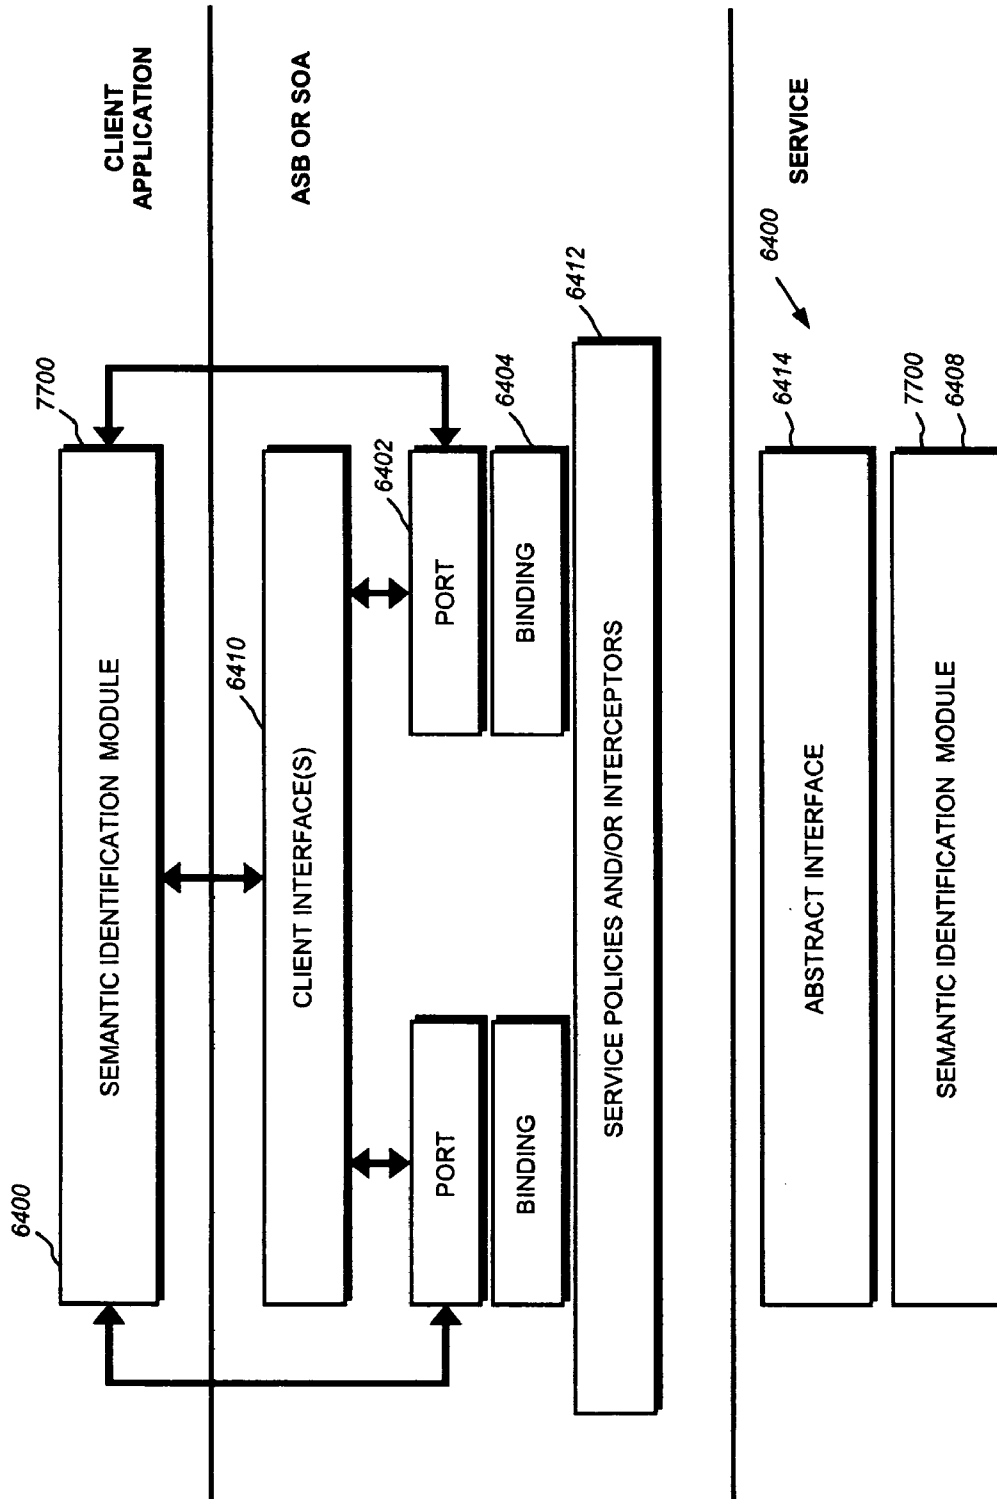 CLIENT
APPLICATION
ASB OR SOA
SERVICE
6400
7700
SEMANTIC IDENTIFICATION MODULE
6410
CLIENT INTERFACE(S)
6402
PORT
PORT
6404
BINDING
BINDING
6412
SERVICE POLICIES AND/OR INTERCEPTORS
6400
6414
ABSTRACT INTERFACE
7700
6408
SEMANTIC IDENTIFICATION MODULE